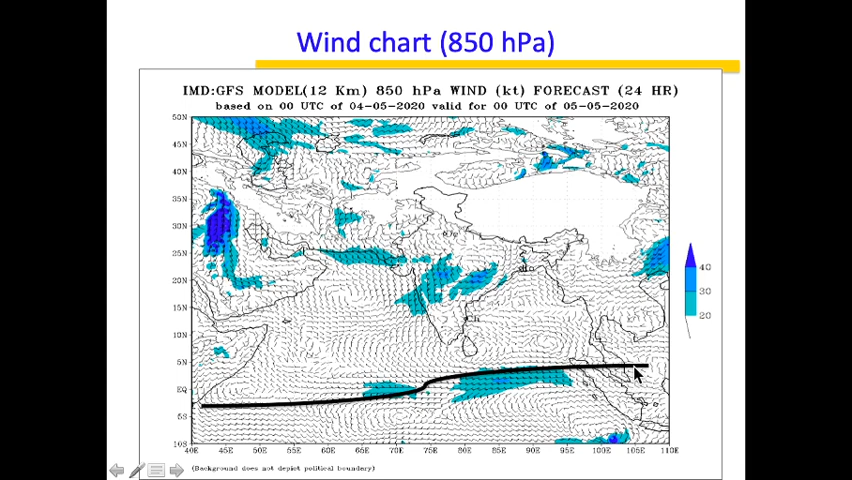 Wind chart (850 hPa)
IMD:GFS MODEL(12 Km) 850 hPa WIND (kt) FORECAST (24 HR)
based on 00 UTC of 04-05-2020 valid for 00 UTC of 05-05-2020
50N
45N
40N
35N
30N
25N
20N
15N
10N
5N
EQ
5S
10S
40E 45E 50E 55E 60E 65E 70E 75E 80E 85E 90E 95E 100E 105E 110E
40
30
20
(Background does not depict political boundary)